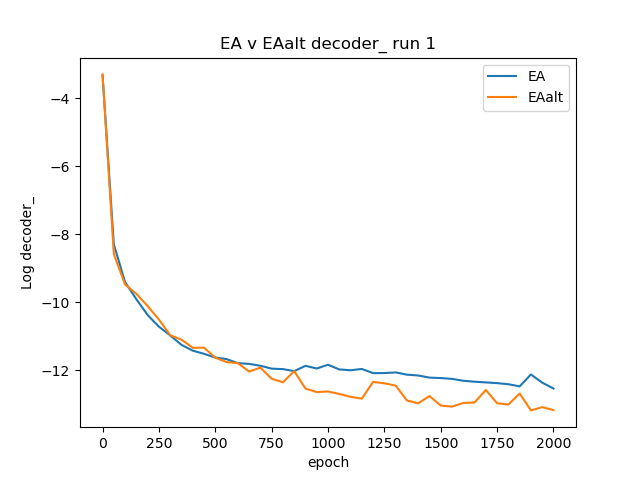 EA v EAalt decoder_ run 1
EA
EAalt
Log decoder_
−4
−6
−8
−10
−12
0 250 500 750 1000 1250 1500 1750 2000
epoch